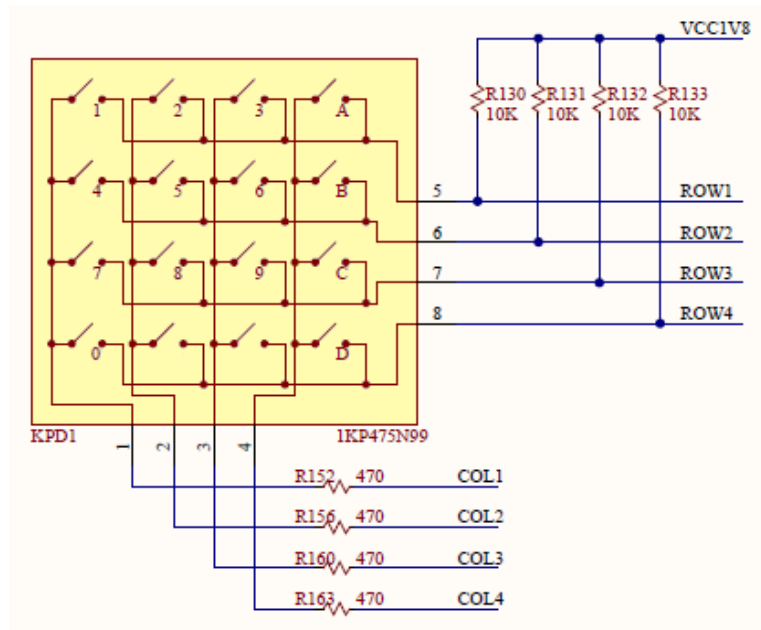 VCC1V8
R130 R131 R132 R133
10K 10K 10K 10K
1 2 3 A
4 5 6 B
5 ROW1
6 ROW2
7 8 9 C
7 ROW3
8 ROW4
0 D
KPD1 1KP475N99
1 2 3 4
R152 470 COL1
R156 470 COL2
R160 470 COL3
R163 470 COL4